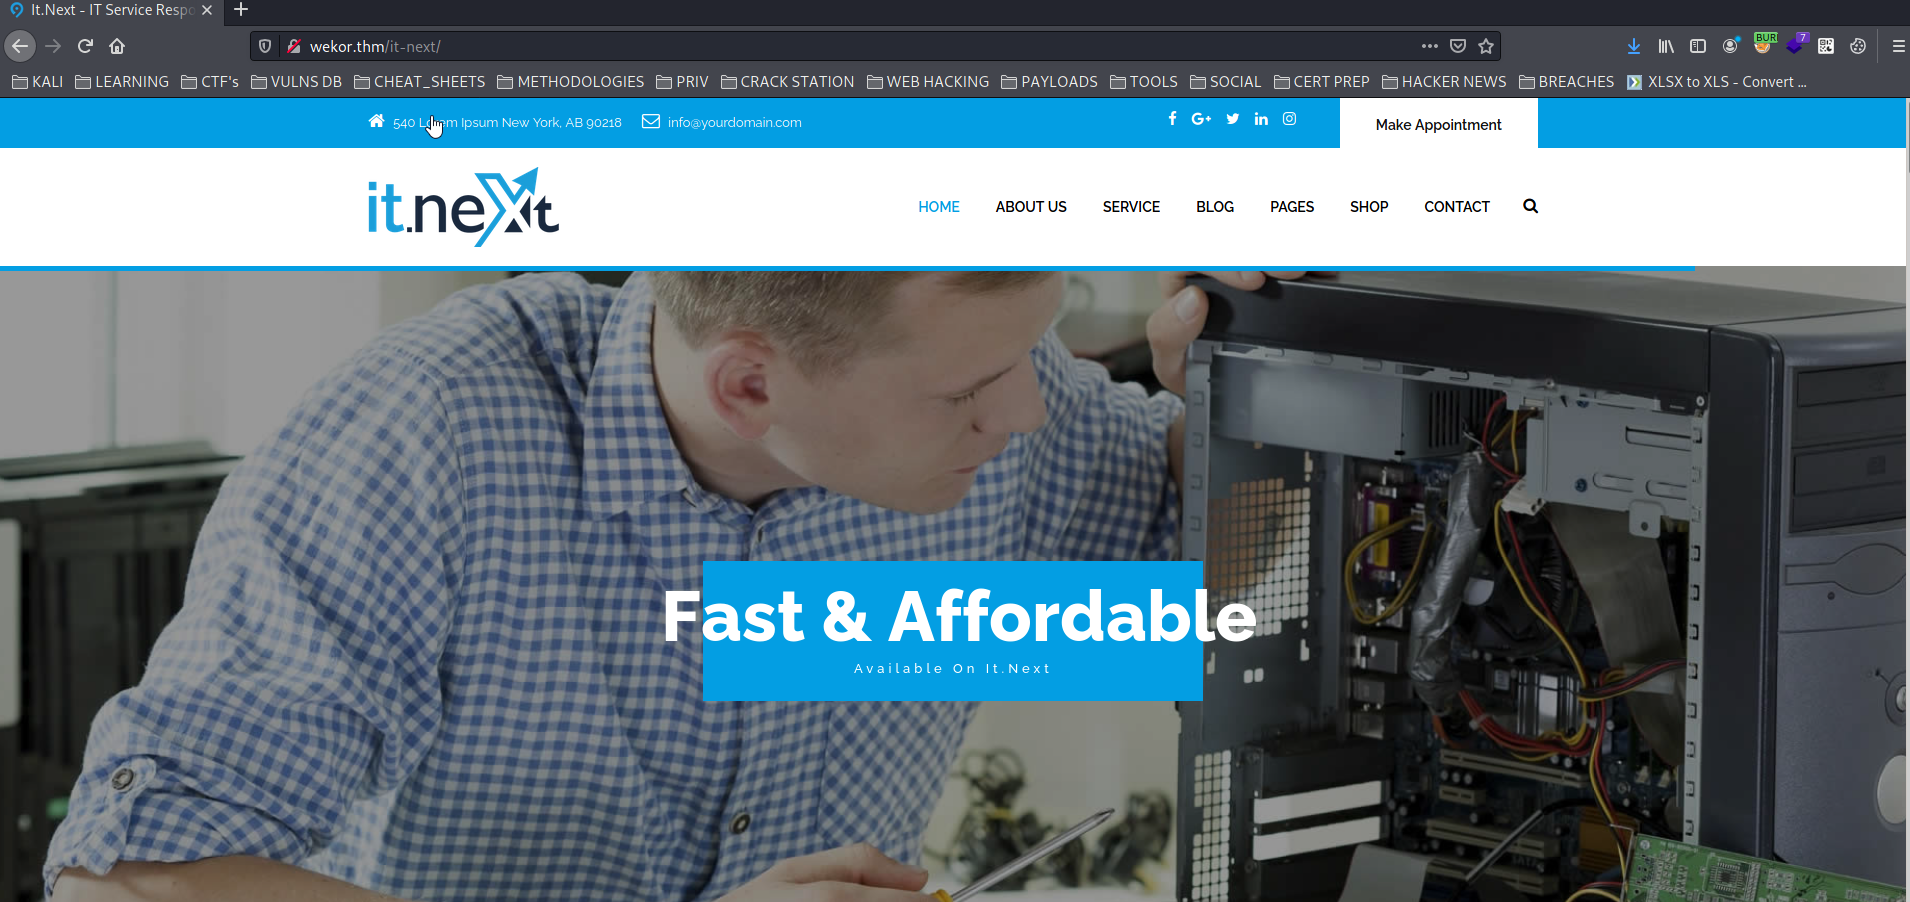 It.Next - IT Service Respo
wekor.thm/it-next/
BUR
7
KALI LEARNING CTF's VULNS DB CHEAT_SHEETS METHODOLOGIES PRIV CRACK STATION WEB HACKING PAYLOADS TOOLS SOCIAL CERT PREP HACKER NEWS BREACHES XLSX to XLS - Convert ...
540 Lorem Ipsum New York, AB 90218 info@yourdomain.com Make Appointment
it.next
HOME ABOUT US SERVICE BLOG PAGES SHOP CONTACT
Fast & Affordable
Available On It.Next